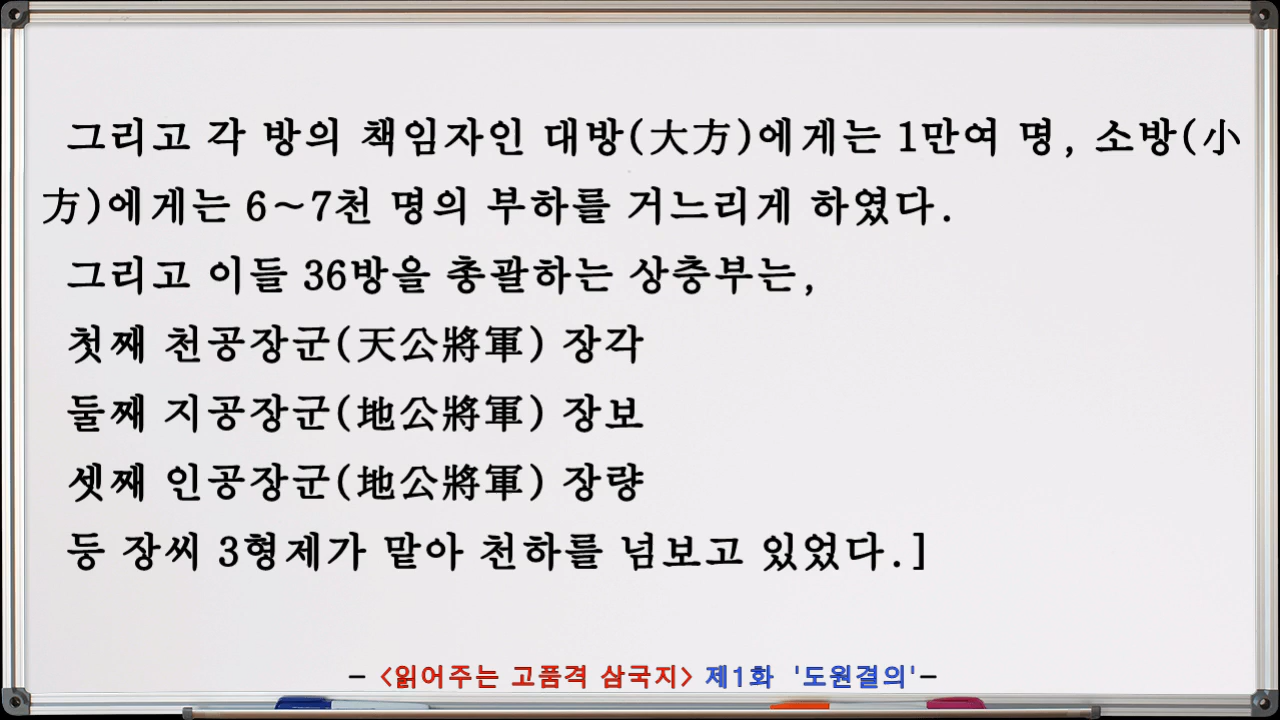 그리고 각 방의 책임자인 대방(大方)에게는 1만여 명, 소방(小
方)에게는 6～7천 명의 부하를 거느리게 하였다.
그리고 이들 36방을 총괄하는 상충부는,
첫째 천공장군(天公將軍) 장각
둘째 지공장군(地公將軍) 장보
셋째 인공장군(地公將軍) 장량
둥 장씨 3형제가 맡아 천하를 넘보고 있었다.]
- <읽어주는 고품격 삼국지> 제1화 '도원결의'-